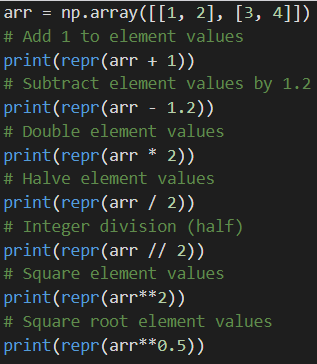 arr = np.array([[1, 2], [3, 4]])
# Add 1 to element values
print(repr(arr + 1))
# Subtract element values by 1.2
print(repr(arr - 1.2))
# Double element values
print(repr(arr * 2))
# Halve element values
print(repr(arr / 2))
# Integer division (half)
print(repr(arr // 2))
# Square element values
print(repr(arr**2))
# Square root element values
print(repr(arr**0.5))